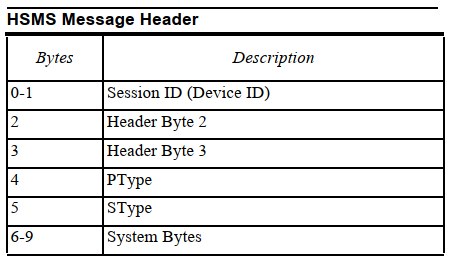 HSMS Message Header
Bytes Description
0-1 Session ID (Device ID)
2 Header Byte 2
3 Header Byte 3
4 PType
5 SType
6-9 System Bytes